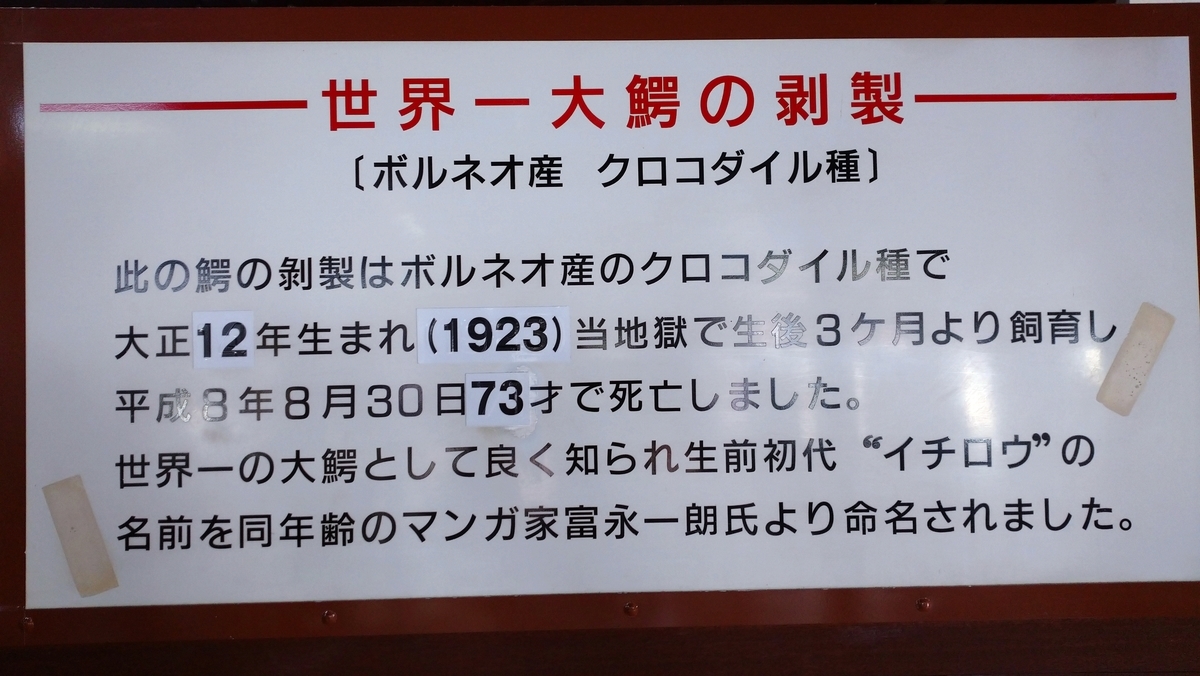 世界一大鰐の剥製
〔ボルネオ産 クロコダイル種〕
此の鰐の剥製はボルネオ産のクロコダイル種で
大正12年生まれ(1923)当地獄で生後3ケ月より飼育し
平成8年8月30日73才で死亡しました。
世界一の大鰐として良く知られ生前初代 “イチロウ”の
名前を同年齢のマンガ家富永一朗氏より命名されました。